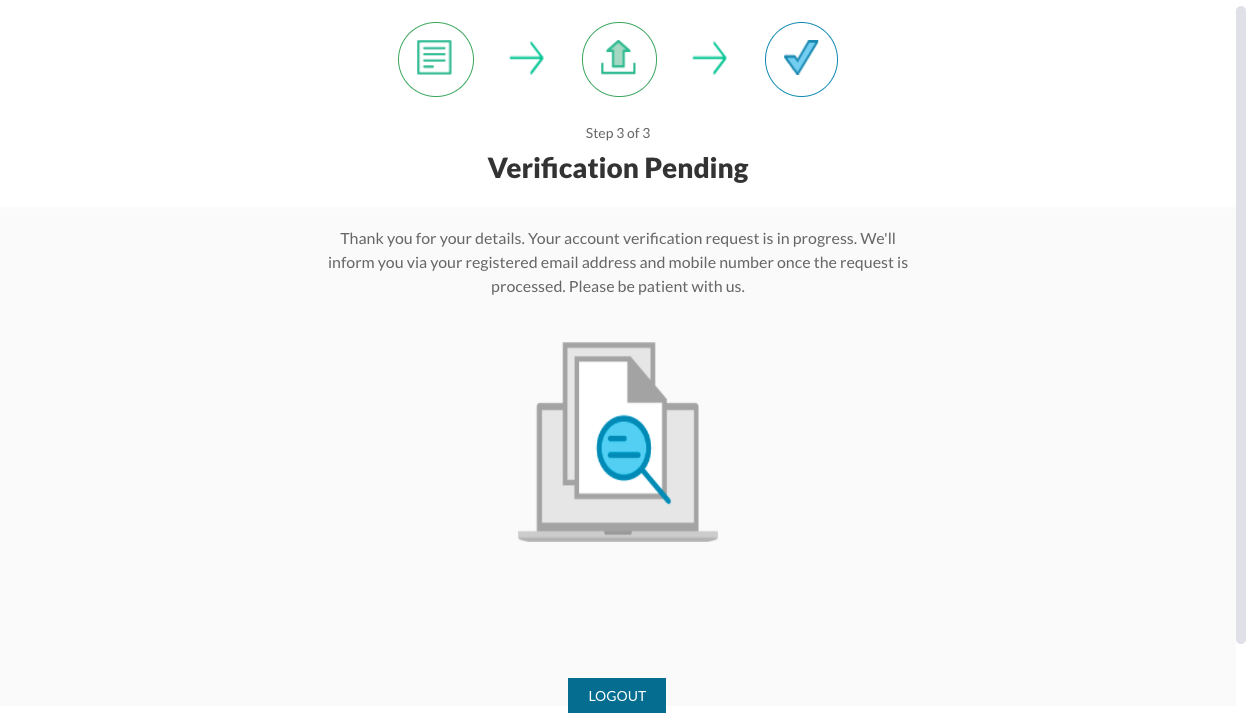 Step 3 of 3
Verification Pending
Thank you for your details. Your account verification request is in progress. We'll
inform you via your registered email address and mobile number once the request is
processed. Please be patient with us.
LOGOUT